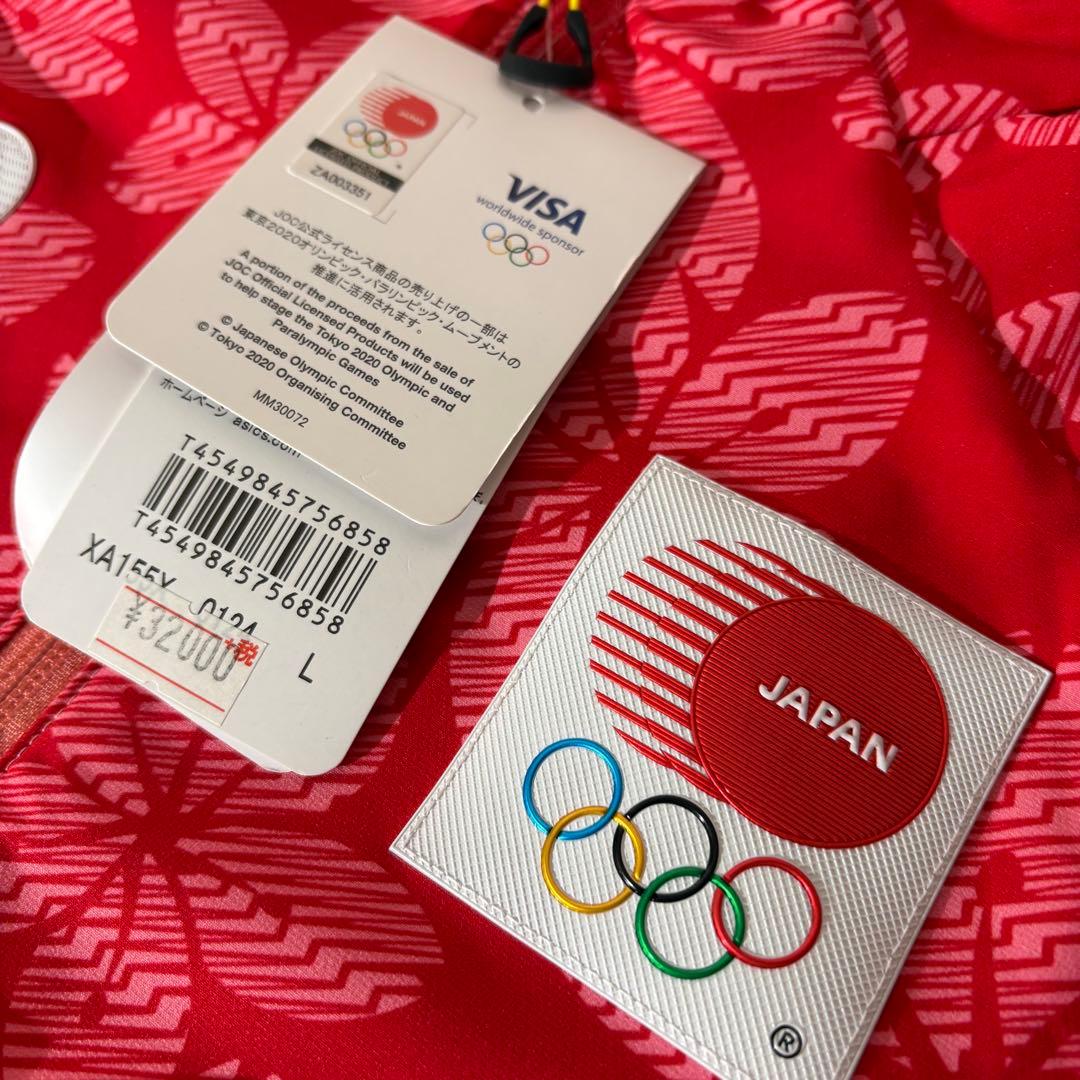 JAPAN
ZA003351
VISA
worldwide sponsor
JOC公式ライセンス商品の売り上げの一部は
東京2020オリンピック・パラリンピック・ムーブメントの
推進に活用されます。
A portion of the proceeds from the sale of
JOC Official Licensed Products will be used
to help stage the Tokyo 2020 Olympic and
Paralympic Games
© Japanese Olympic Committee
© Tokyo 2020 Organising Committee
MM30072
ホームページ asics.com
T4549845756858
T4549845756858
XA155X 0124
¥32000+税
L
JAPAN
®